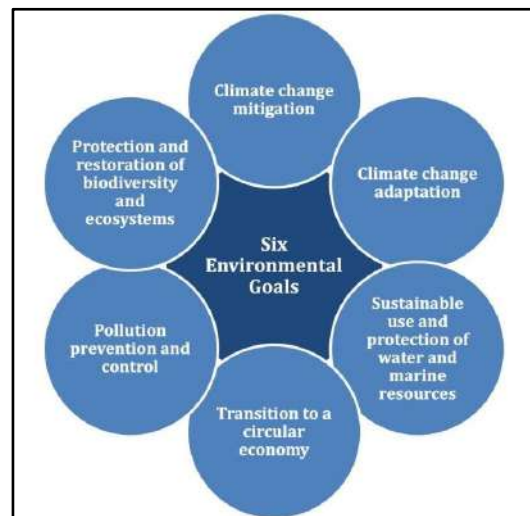 Climate change
mitigation
Climate change
adaptation
Sustainable
use and
protection of
water and
marine
resources
Transition to a
circular
economy
Pollution
prevention and
control
Protection and
restoration of
biodiversity
and
ecosystems
Six
Environmental
Goals